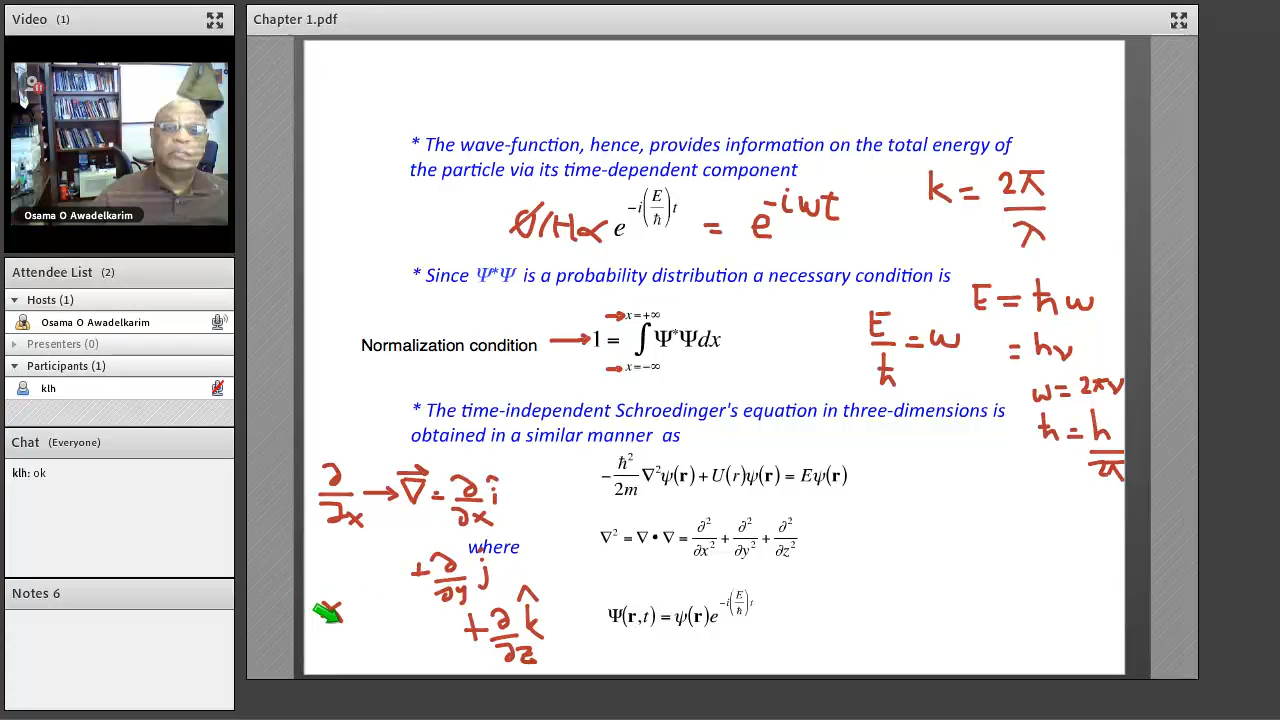 Video (1)
Osama O Awadelkarim
Attendee List (2)
Hosts (1)
Osama O Awadelkarim
Presenters (0)
Participants (1)
klh
Chat (Everyone)
klh: ok
Notes 6
Chapter 1.pdf
* The wave-function, hence, provides information on the total energy of
the particle via its time-dependent component
e^{-i(E/ħ)t} = e^{-iωt}
k = 2π/λ
* Since Ψ*Ψ is a probability distribution a necessary condition is
E = ħω
= hν
ω = 2πν
ħ = h/2π
E/ħ = ω
Normalization condition → 1 = ∫ Ψ*Ψdx
x=+∞
x=−∞
* The time-independent Schroedinger's equation in three-dimensions is
obtained in a similar manner as
−ħ²/2m ∇²ψ(r) + U(r)ψ(r) = Eψ(r)
∂/∂x → ∇ = ∂/∂x î
∇² = ∇ • ∇ = ∂²/∂x² + ∂²/∂y² + ∂²/∂z²
where
+ ∂/∂y j
+ ∂/∂z k̂
Ψ(r,t) = ψ(r)e^{-i(E/ħ)t}